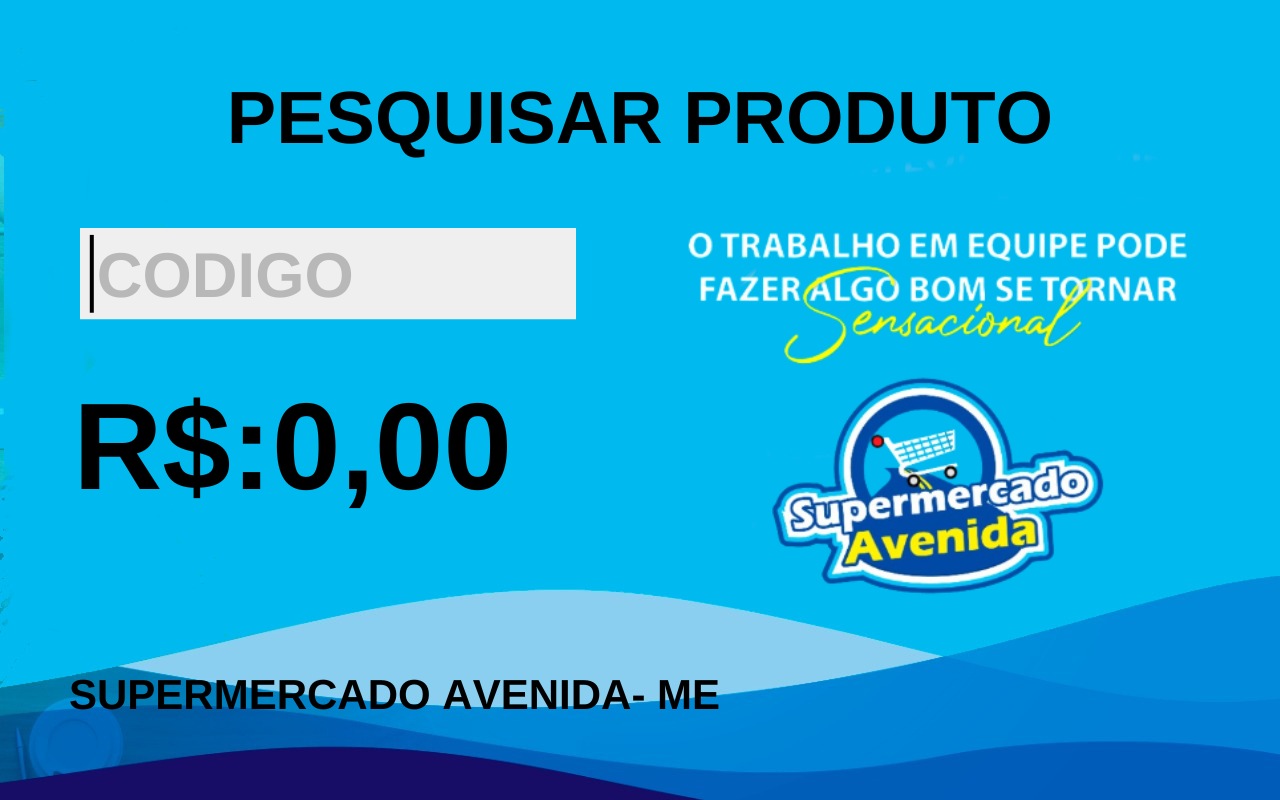 PESQUISAR PRODUTO
CODIGO
R$:0,00
O TRABALHO EM EQUIPE PODE
FAZER ALGO BOM SE TORNAR
Sensacional
Supermercado
Avenida
SUPERMERCADO AVENIDA- ME